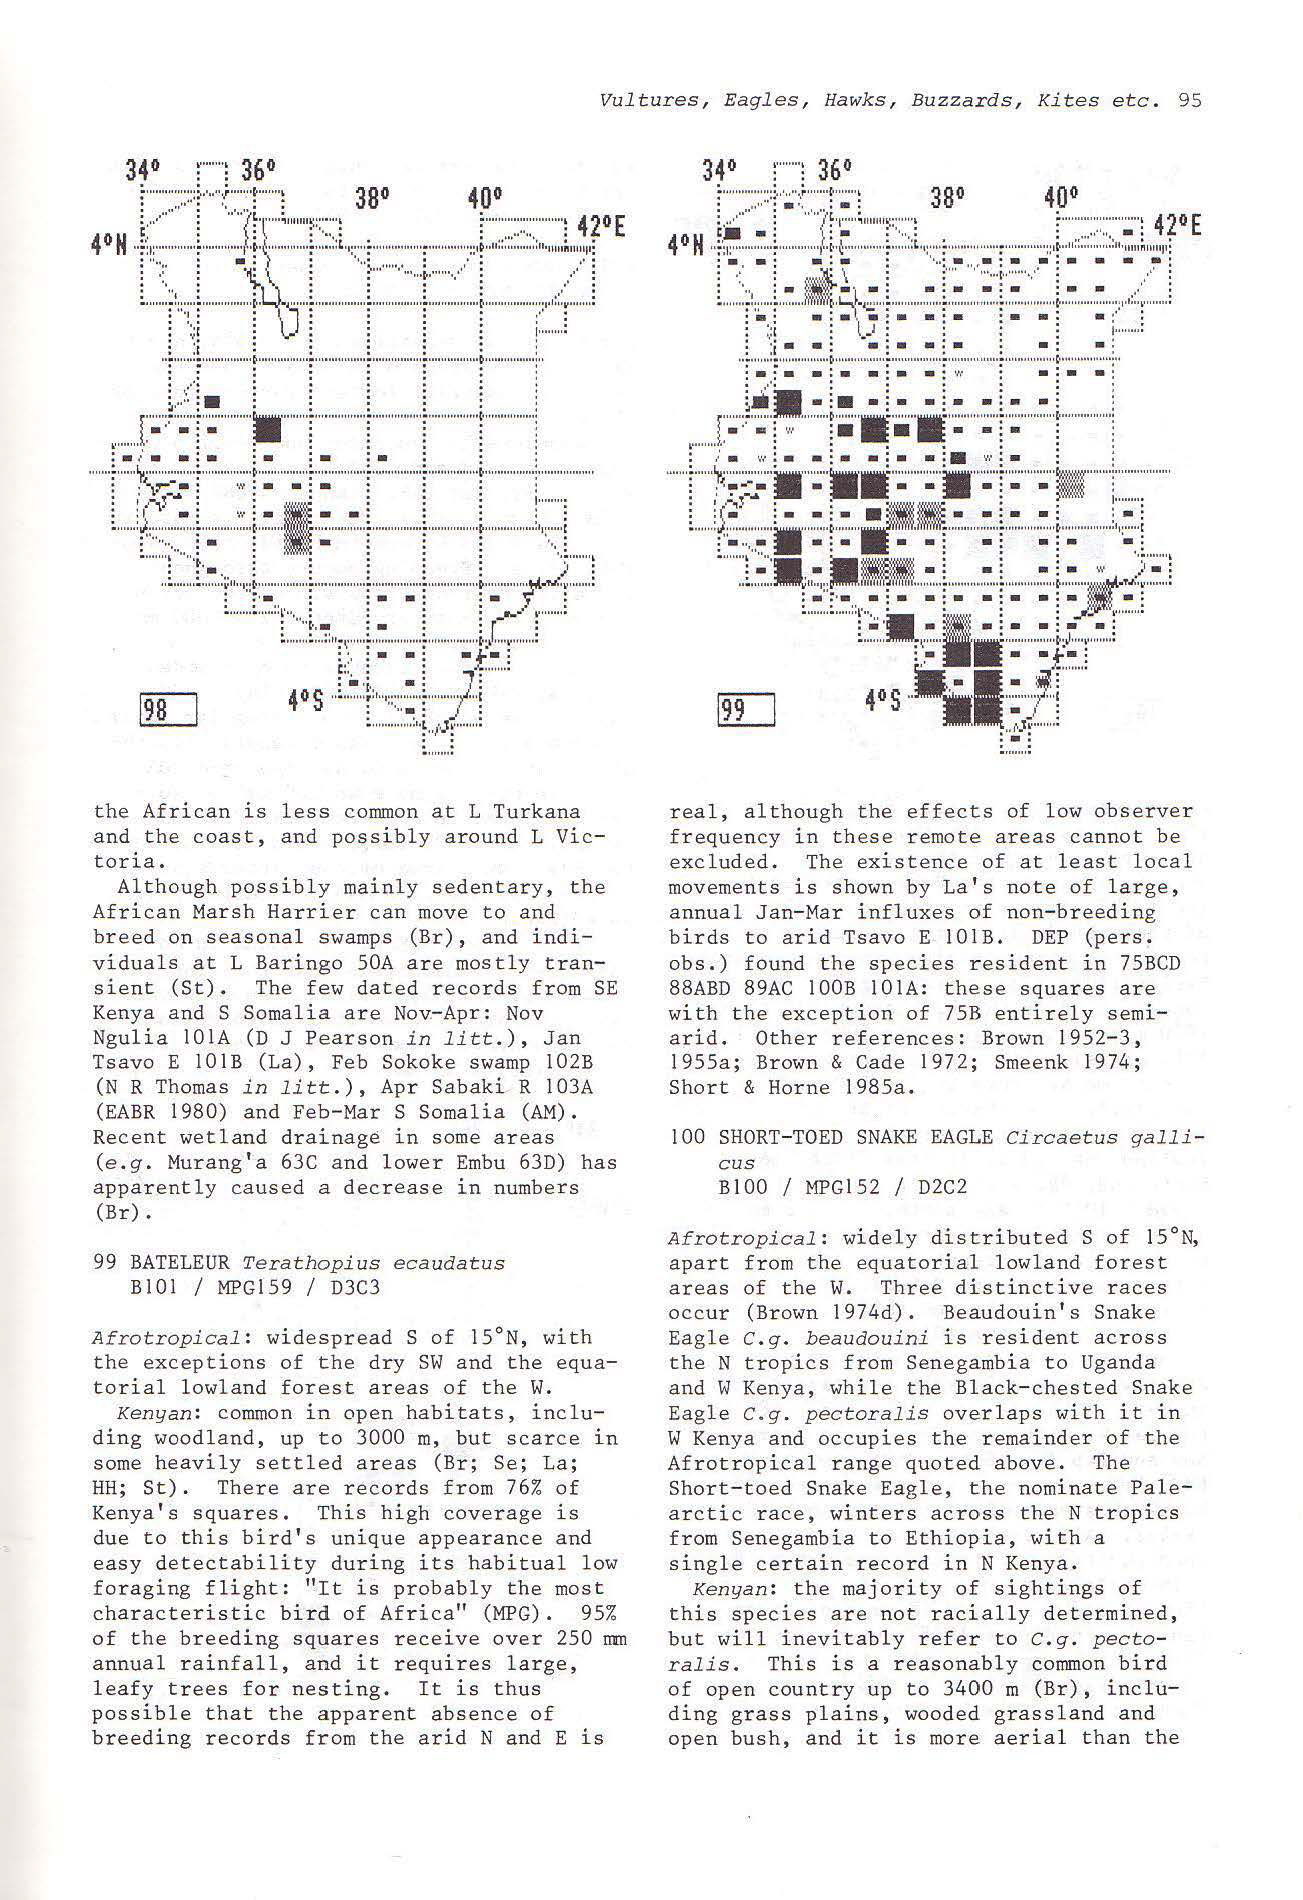 Vultures, Eagles, Hawks, Buzzards, Kites etc. 95
34° 36°
38° 40°
42°E
4°N
98
4°S
34° 36°
38° 40°
42°E
4°N
w
w
w w
w
99
4°S
the African is less common at L Turkana
and the coast, and possibly around L Vic-
toria.
Although possibly mainly sedentary, the
African Marsh Harrier can move to and
breed on seasonal swamps (Br), and indi-
viduals at L Baringo 50A are mostly tran-
sient (St). The few dated records from SE
Kenya and S Somalia are Nov-Apr: Nov
Ngulia 101A (D J Pearson in litt.), Jan
Tsavo E 101B (La), Feb Sokoke swamp 102B
(N R Thomas in litt.), Apr Sabaki R 103A
(EABR 1980) and Feb-Mar S Somalia (AM).
Recent wetland drainage in some areas
(e.g. Murang'a 63C and lower Embu 63D) has
apparently caused a decrease in numbers
(Br).
99 BATELEUR Terathopius ecaudatus
B101 / MPG159 / D3C3
Afrotropical: widespread S of 15°N, with
the exceptions of the dry SW and the equa-
torial lowland forest areas of the W.
Kenyan: common in open habitats, inclu-
ding woodland, up to 3000 m, but scarce in
some heavily settled areas (Br; Se; La;
HH; St). There are records from 76% of
Kenya's squares. This high coverage is
due to this bird's unique appearance and
easy detectability during its habitual low
foraging flight: "It is probably the most
characteristic bird of Africa" (MPG). 95%
of the breeding squares receive over 250 mm
annual rainfall, and it requires large,
leafy trees for nesting. It is thus
possible that the apparent absence of
breeding records from the arid N and E is
real, although the effects of low observer
frequency in these remote areas cannot be
excluded. The existence of at least local
movements is shown by La's note of large,
annual Jan-Mar influxes of non-breeding
birds to arid Tsavo E 101B. DEP (pers.
obs.) found the species resident in 75BCD
88ABD 89AC 100B 101A: these squares are
with the exception of 75B entirely semi-
arid. Other references: Brown 1952-3,
1955a; Brown & Cade 1972; Smeenk 1974;
Short & Horne 1985a.
100 SHORT-TOED SNAKE EAGLE Circaetus galli-
cus
B100 / MPG152 / D2C2
Afrotropical: widely distributed S of 15°N,
apart from the equatorial lowland forest
areas of the W. Three distinctive races
occur (Brown 1974d). Beaudouin's Snake
Eagle C.g. beaudouini is resident across
the N tropics from Senegambia to Uganda
and W Kenya, while the Black-chested Snake
Eagle C.g. pectoralis overlaps with it in
W Kenya and occupies the remainder of the
Afrotropical range quoted above. The
Short-toed Snake Eagle, the nominate Pale-
arctic race, winters across the N tropics
from Senegambia to Ethiopia, with a
single certain record in N Kenya.
Kenyan: the majority of sightings of
this species are not racially determined,
but will inevitably refer to C.g. pecto-
ralis. This is a reasonably common bird
of open country up to 3400 m (Br), inclu-
ding grass plains, wooded grassland and
open bush, and it is more aerial than the